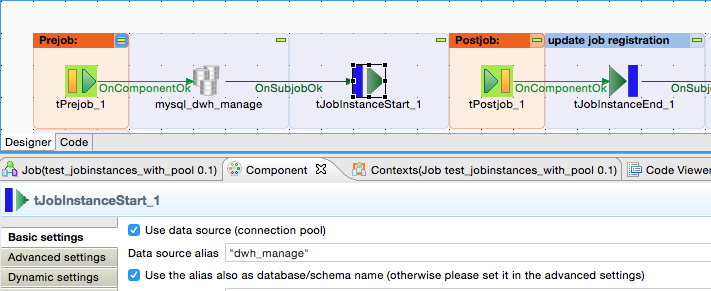 Prejob:
Postjob:
update job registration
OnComponentOk
OnSubjobOk
OnComponentOk
OnSubj
tPrejob_1
mysql_dwh_manage
tJobInstanceStart_1
tPostjob_1
tJobInstanceEnd_1
Designer
Code
Job(test_jobinstances_with_pool 0.1)
Component
Contexts(Job test_jobinstances_with_pool 0.1)
Code Viewer
tJobInstanceStart_1
Basic settings
Use data source (connection pool)
Advanced settings
Data source alias
"dwh_manage"
Dynamic settings
Use the alias also as database/schema name (otherwise please set it in the advanced settings)